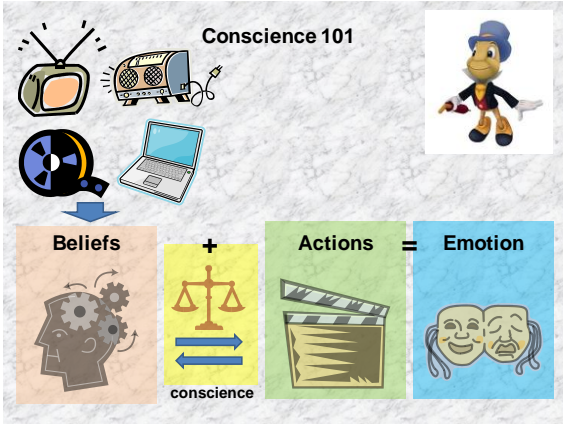 Conscience 101
Beliefs + Actions = Emotion
conscience